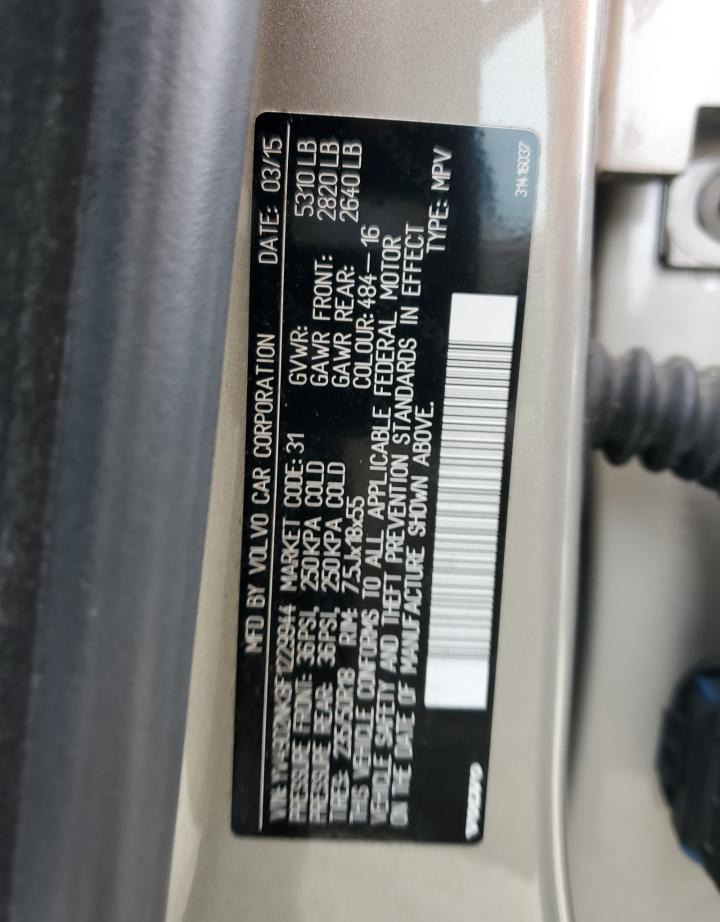 MFD BY VOLVO CAR CORPORATION DATE: 03/15
VIN: MARKET CODE: 31 GVWR: 5310 LB
PRESSURE FRONT: 36PSI, 250KPA COLD GAWR FRONT: 2820 LB
PRESSURE REAR: 36PSI, 250KPA COLD GAWR REAR: 2640 LB
TIRES: 235/50R18 RIM: 7.5Jx18x55 COLOUR: 484-16
THIS VEHICLE CONFORMS TO ALL APPLICABLE FEDERAL MOTOR
VEHICLE SAFETY AND THEFT PREVENTION STANDARDS IN EFFECT
ON THE DATE OF MANUFACTURE SHOWN ABOVE. TYPE: MPV
VOLVO
31416037